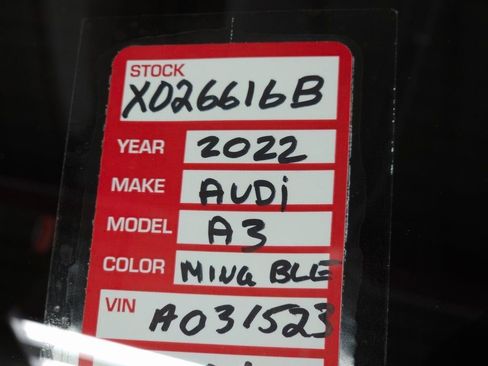 STOCK
X026616B
YEAR 2022
MAKE AUDi
MODEL A3
COLOR MING BLE
VIN A031523